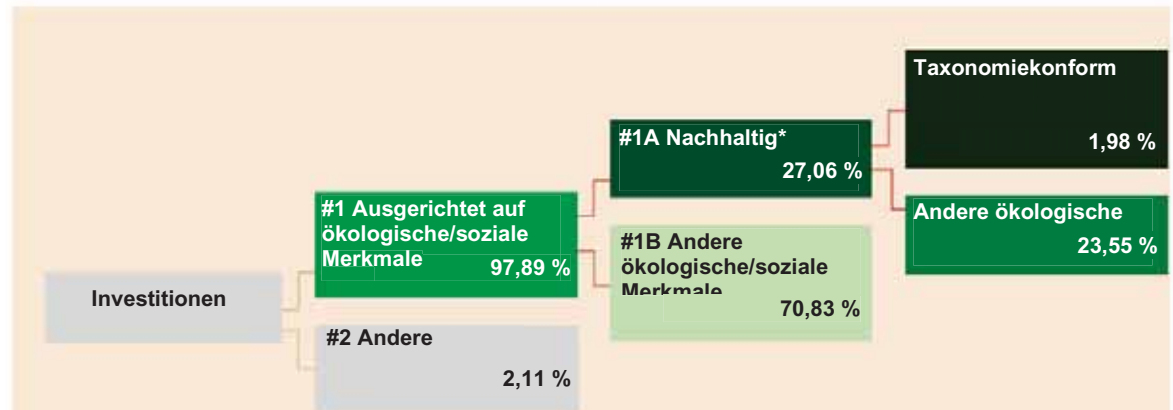 Investitionen
#1 Ausgerichtet auf
ökologische/soziale
Merkmale 97,89 %
#2 Andere
2,11 %
#1A Nachhaltig*
27,06 %
#1B Andere
ökologische/soziale
Merkmale
70,83 %
Taxonomiekonform
1,98 %
Andere ökologische
23,55 %